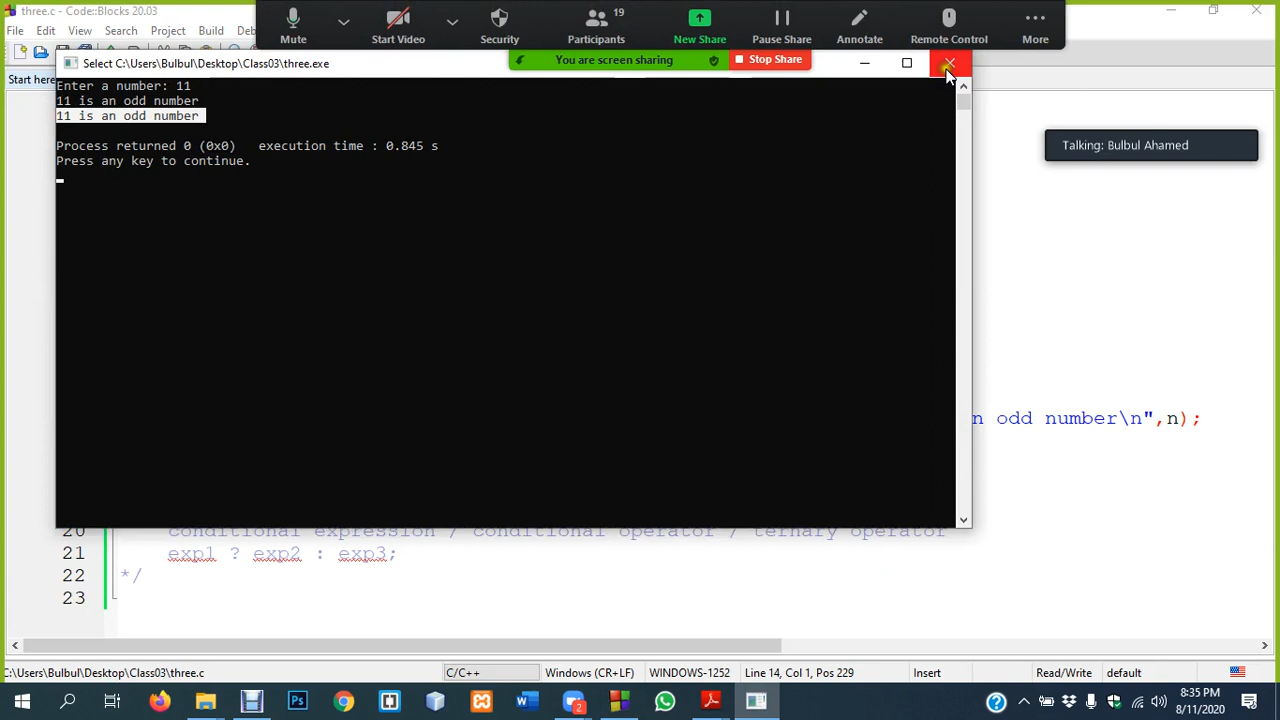 three.c - Code::Blocks 20.03
File Edit View Search Project Build Deb
Start here
Mute
Start Video
Security
19
Participants
New Share
Pause Share
Annotate
Remote Control
More
You are screen sharing
Stop Share
Select C:\Users\Bulbul\Desktop\Class03\three.exe
Enter a number: 11
11 is an odd number
11 is an odd number
Process returned 0 (0x0)   execution time : 0.845 s
Press any key to continue.
Talking: Bulbul Ahamed
n odd number\n",n);
20 conditional expression / conditional operator / ternary operator
21 exp1 ? exp2 : exp3;
22 */
23
C:\Users\Bulbul\Desktop\Class03\three.c
C/C++
Windows (CR+LF)
WINDOWS-1252
Line 14, Col 1, Pos 229
Insert
Read/Write
default
Ps
2
8:35 PM
8/11/2020